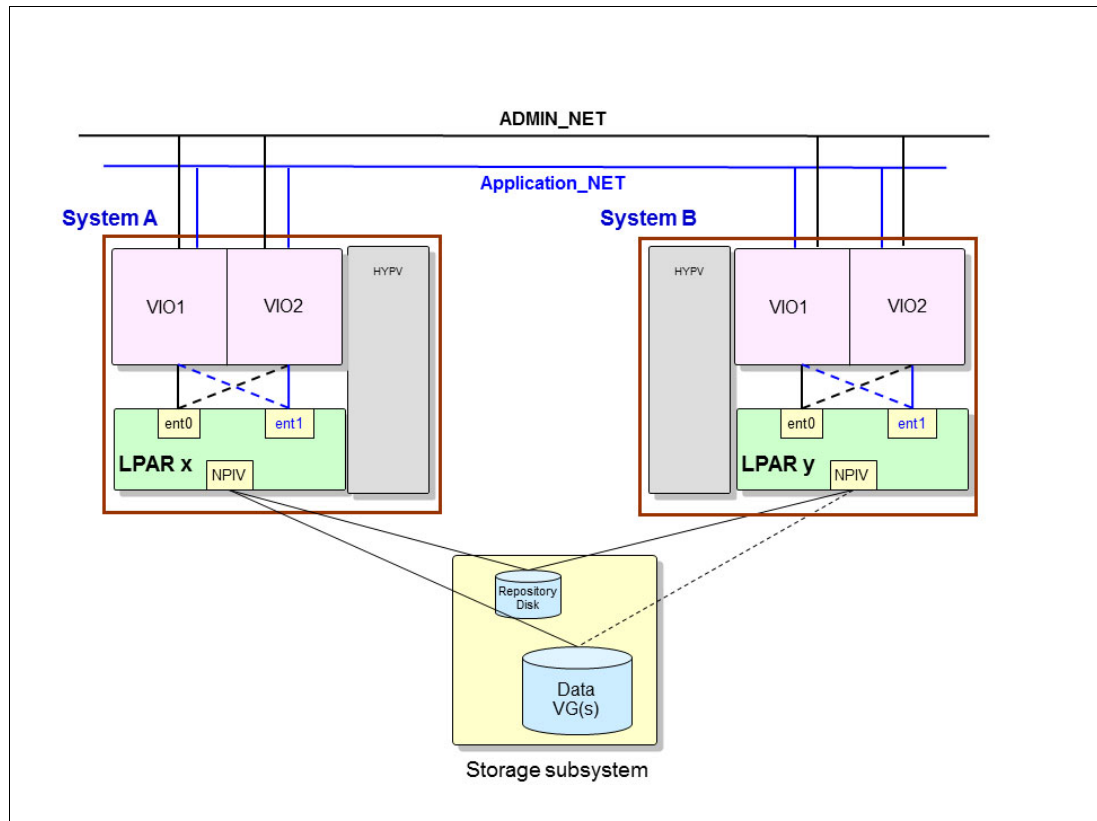 ADMIN_NET
Application_NET
System A
System B
VIO1
VIO2
HYPV
HYPV
VIO1
VIO2
ent0
ent1
ent0
ent1
LPAR x
LPAR y
NPIV
NPIV
Repository
Disk
Data
VG(s)
Storage subsystem